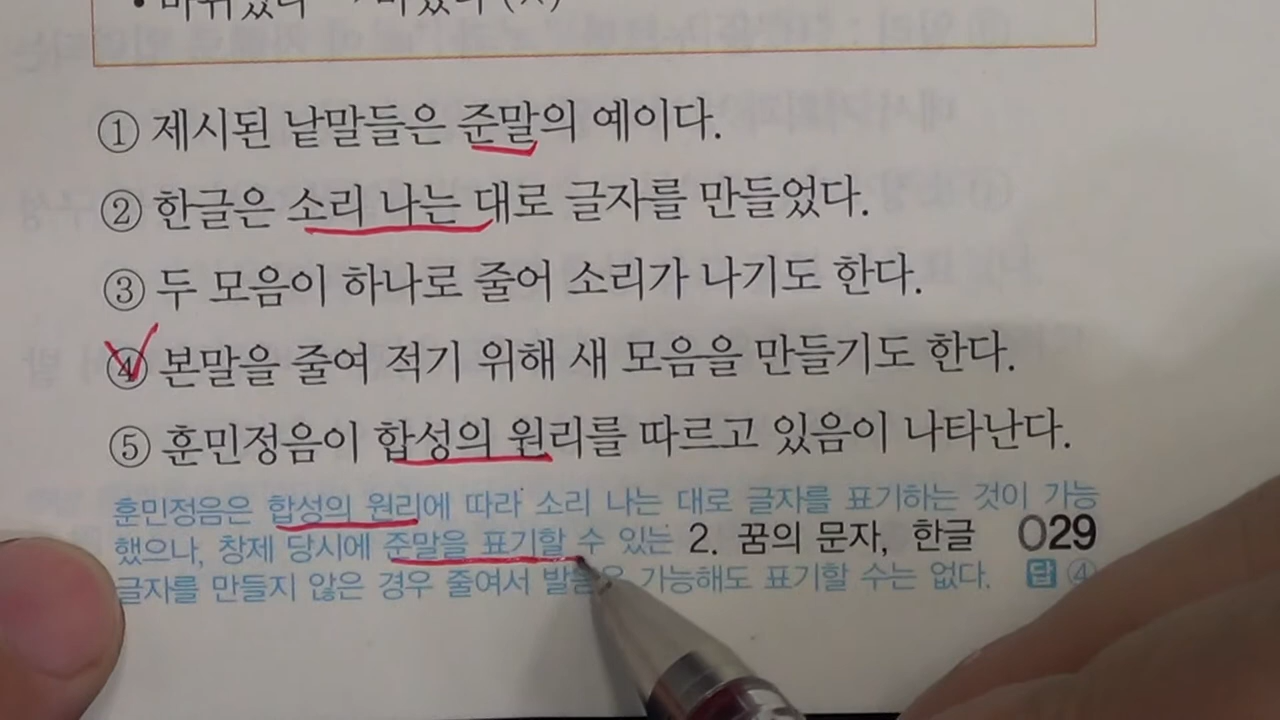 ① 제시된 낱말들은 준말의 예이다.
② 한글은 소리 나는 대로 글자를 만들었다.
③ 두 모음이 하나로 줄어 소리가 나기도 한다.
④ 본말을 줄여 적기 위해 새 모음을 만들기도 한다.
⑤ 훈민정음이 합성의 원리를 따르고 있음이 나타난다.
훈민정음은 합성의 원리에 따라 소리 나는 대로 글자를 표기하는 것이 가능
했으나, 창제 당시에 준말을 표기할 수 있는 2. 꿈의 문자, 한글 029
글자를 만들지 않은 경우 줄여서 가능해도 표기할 수는 없다. 답 ④